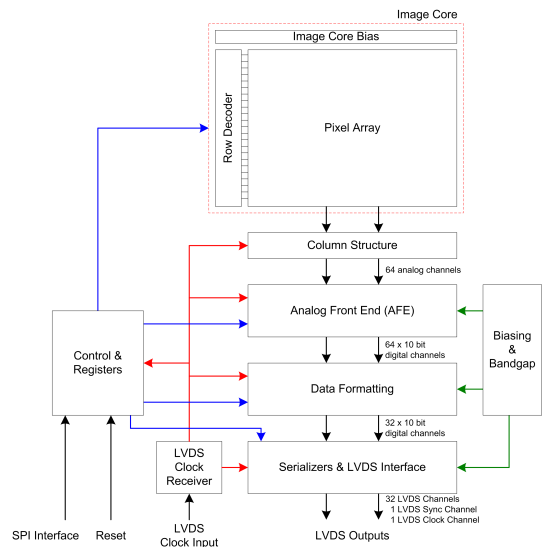 Image Core
Image Core Bias
Row Decoder
Pixel Array
Column Structure
64 analog channels
Analog Front End (AFE)
64 x 10 bit
digital channels
Control &
Registers
Biasing
&
Bandgap
Data Formatting
32 x 10 bit
digital channels
LVDS
Clock
Receiver
Serializers & LVDS Interface
32 LVDS Channels
1 LVDS Sync Channel
1 LVDS Clock Channel
SPI Interface
Reset
LVDS
Clock Input
LVDS Outputs